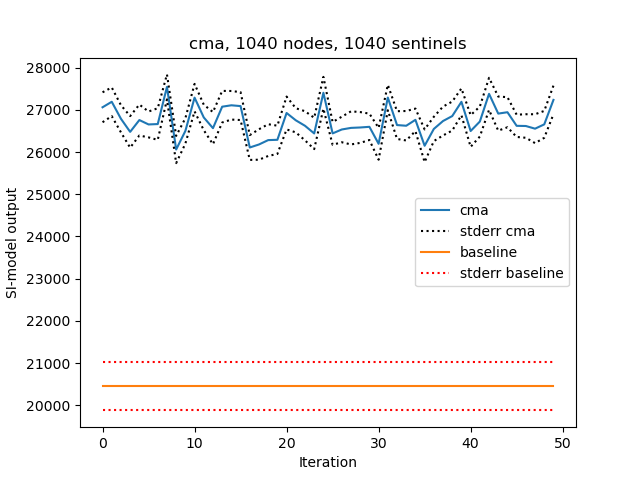 cma, 1040 nodes, 1040 sentinels
28000
27000
26000
25000
24000
23000
22000
21000
20000
SI-model output
cma
stderr cma
baseline
stderr baseline
0 10 20 30 40 50
Iteration